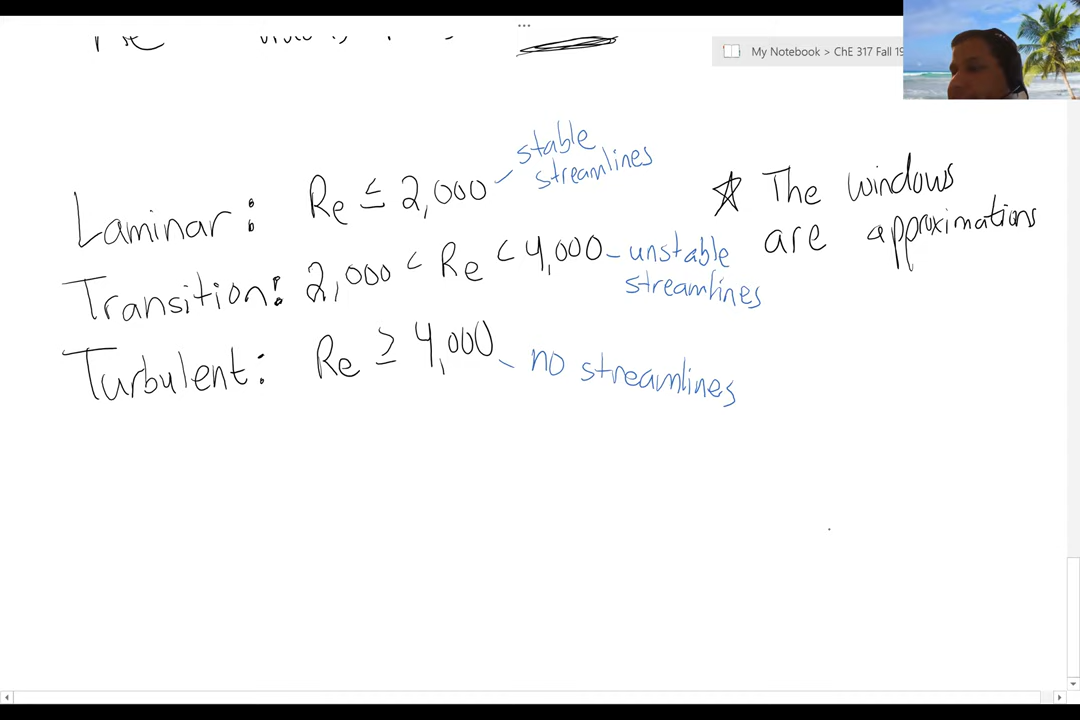 My Notebook > ChE 317 Fall 19
Laminar: Re ≤ 2,000 stable
streamlines
Transition: 2,000 < Re < 4,000 - unstable
streamlines
Turbulent: Re ≥ 4,000 - no streamlines
☆ The windows
are approximations